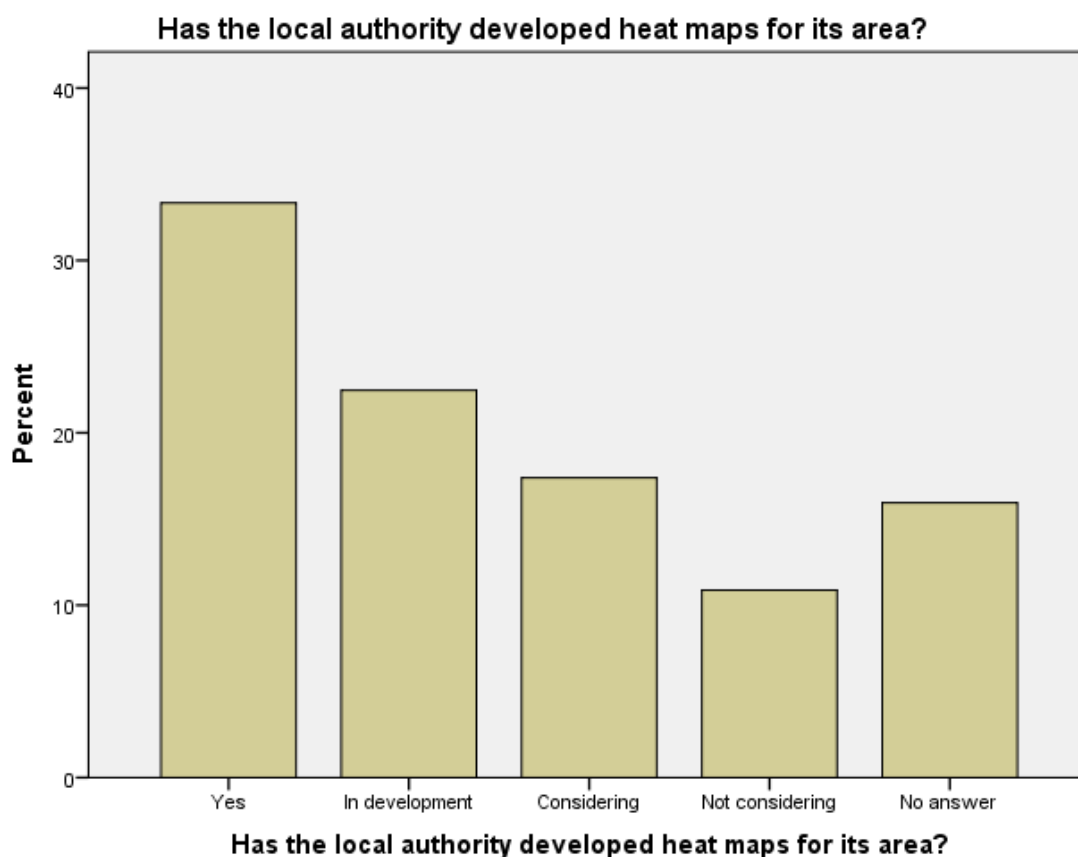 Has the local authority developed heat maps for its area?
40
30
20
10
0
Percent
Yes
In development
Considering
Not considering
No answer
Has the local authority developed heat maps for its area?